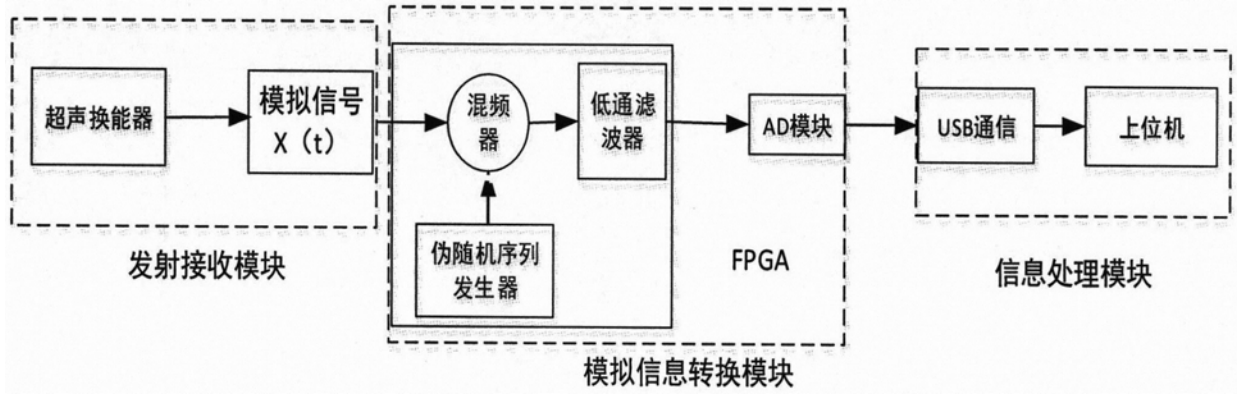 超声换能器
模拟信号
X（t）
混频
器
低通滤
波器
伪随机序列
发生器
AD模块
FPGA
USB通信
上位机
发射接收模块
模拟信息转换模块
信息处理模块